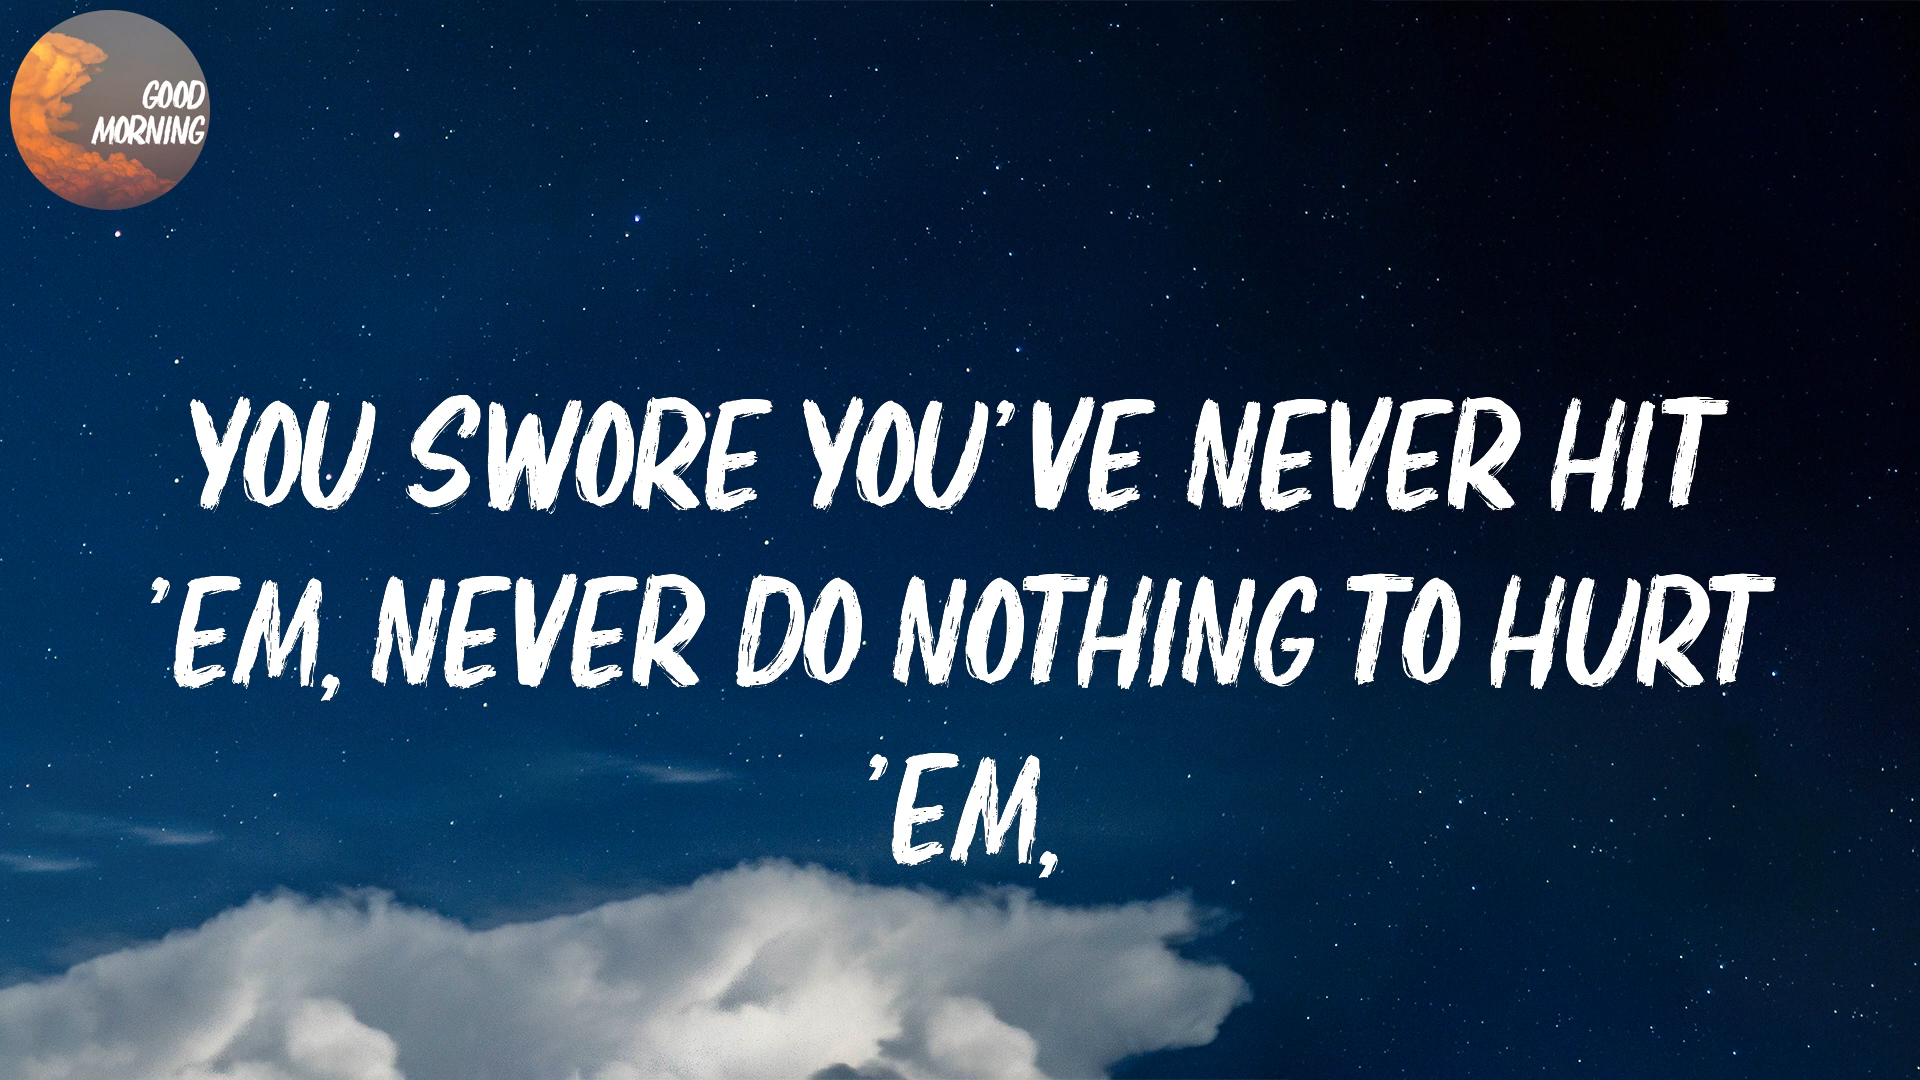 GOOD
MORNING
YOU SWORE YOU'VE NEVER HIT
'EM, NEVER DO NOTHING TO HURT
'EM,